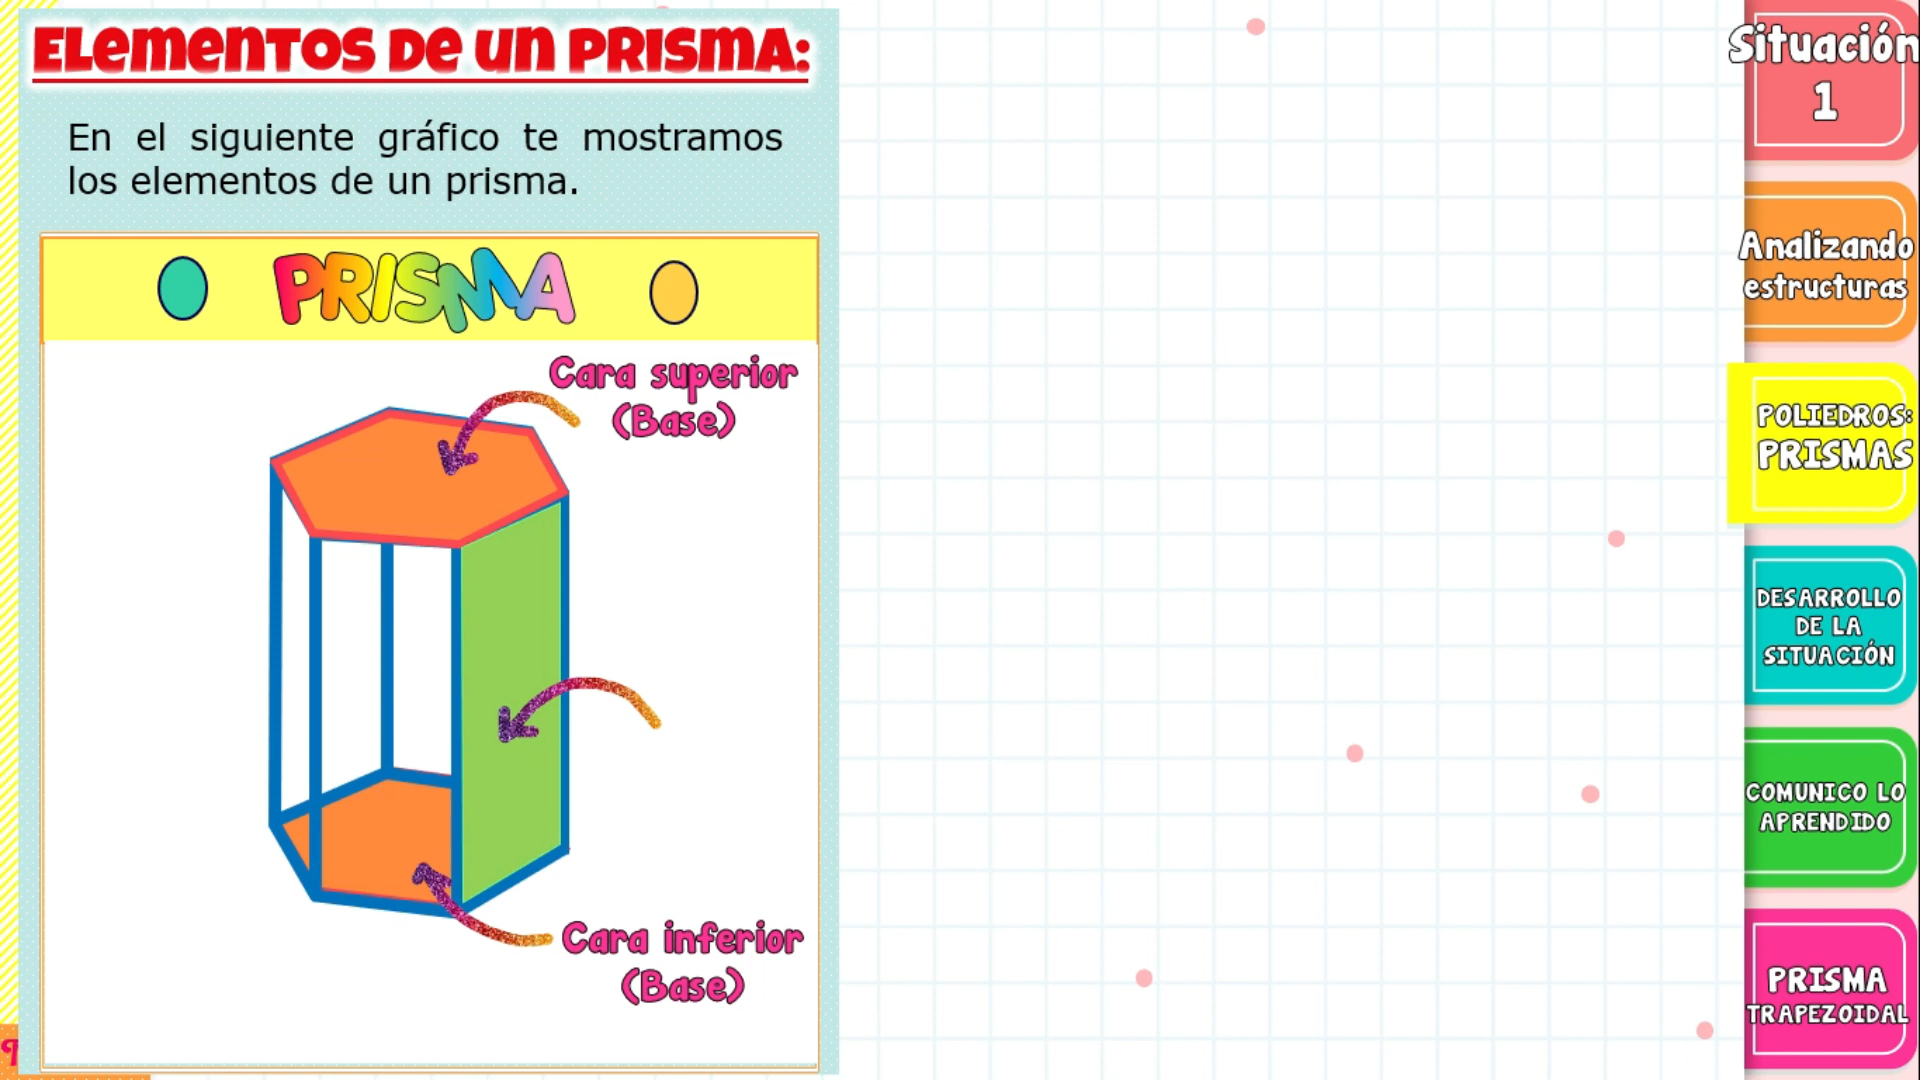 ELEMENTOS DE UN PRISMA:
En el siguiente gráfico te mostramos
los elementos de un prisma.
PRISMA
Cara superior
(Base)
Cara inferior
(Base)
Situación
1
Analizando
estructuras
POLIEDROS:
PRISMAS
DESARROLLO
DE LA
SITUACIÓN
COMUNICO LO
APRENDIDO
PRISMA
TRAPEZOIDAL